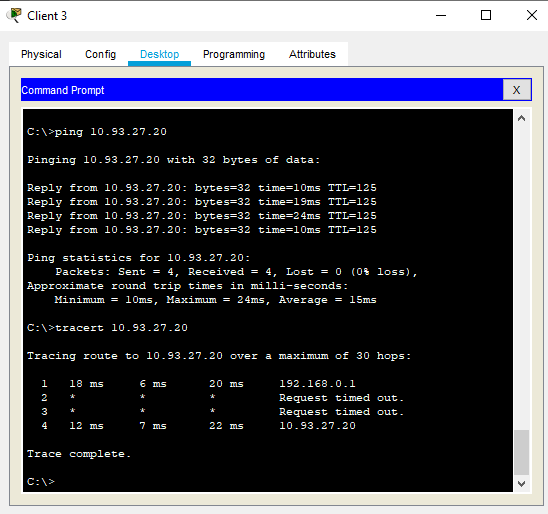 Client 3
Physical Config Desktop Programming Attributes
Command Prompt
X
C:\>ping 10.93.27.20
Pinging 10.93.27.20 with 32 bytes of data:
Reply from 10.93.27.20: bytes=32 time=10ms TTL=125
Reply from 10.93.27.20: bytes=32 time=19ms TTL=125
Reply from 10.93.27.20: bytes=32 time=24ms TTL=125
Reply from 10.93.27.20: bytes=32 time=10ms TTL=125
Ping statistics for 10.93.27.20:
    Packets: Sent = 4, Received = 4, Lost = 0 (0% loss),
Approximate round trip times in milli-seconds:
    Minimum = 10ms, Maximum = 24ms, Average = 15ms
C:\>tracert 10.93.27.20
Tracing route to 10.93.27.20 over a maximum of 30 hops:
  1   18 ms     6 ms      20 ms     192.168.0.1
  2   *         *         *         Request timed out.
  3   *         *         *         Request timed out.
  4   12 ms     7 ms      22 ms     10.93.27.20
Trace complete.
C:\>